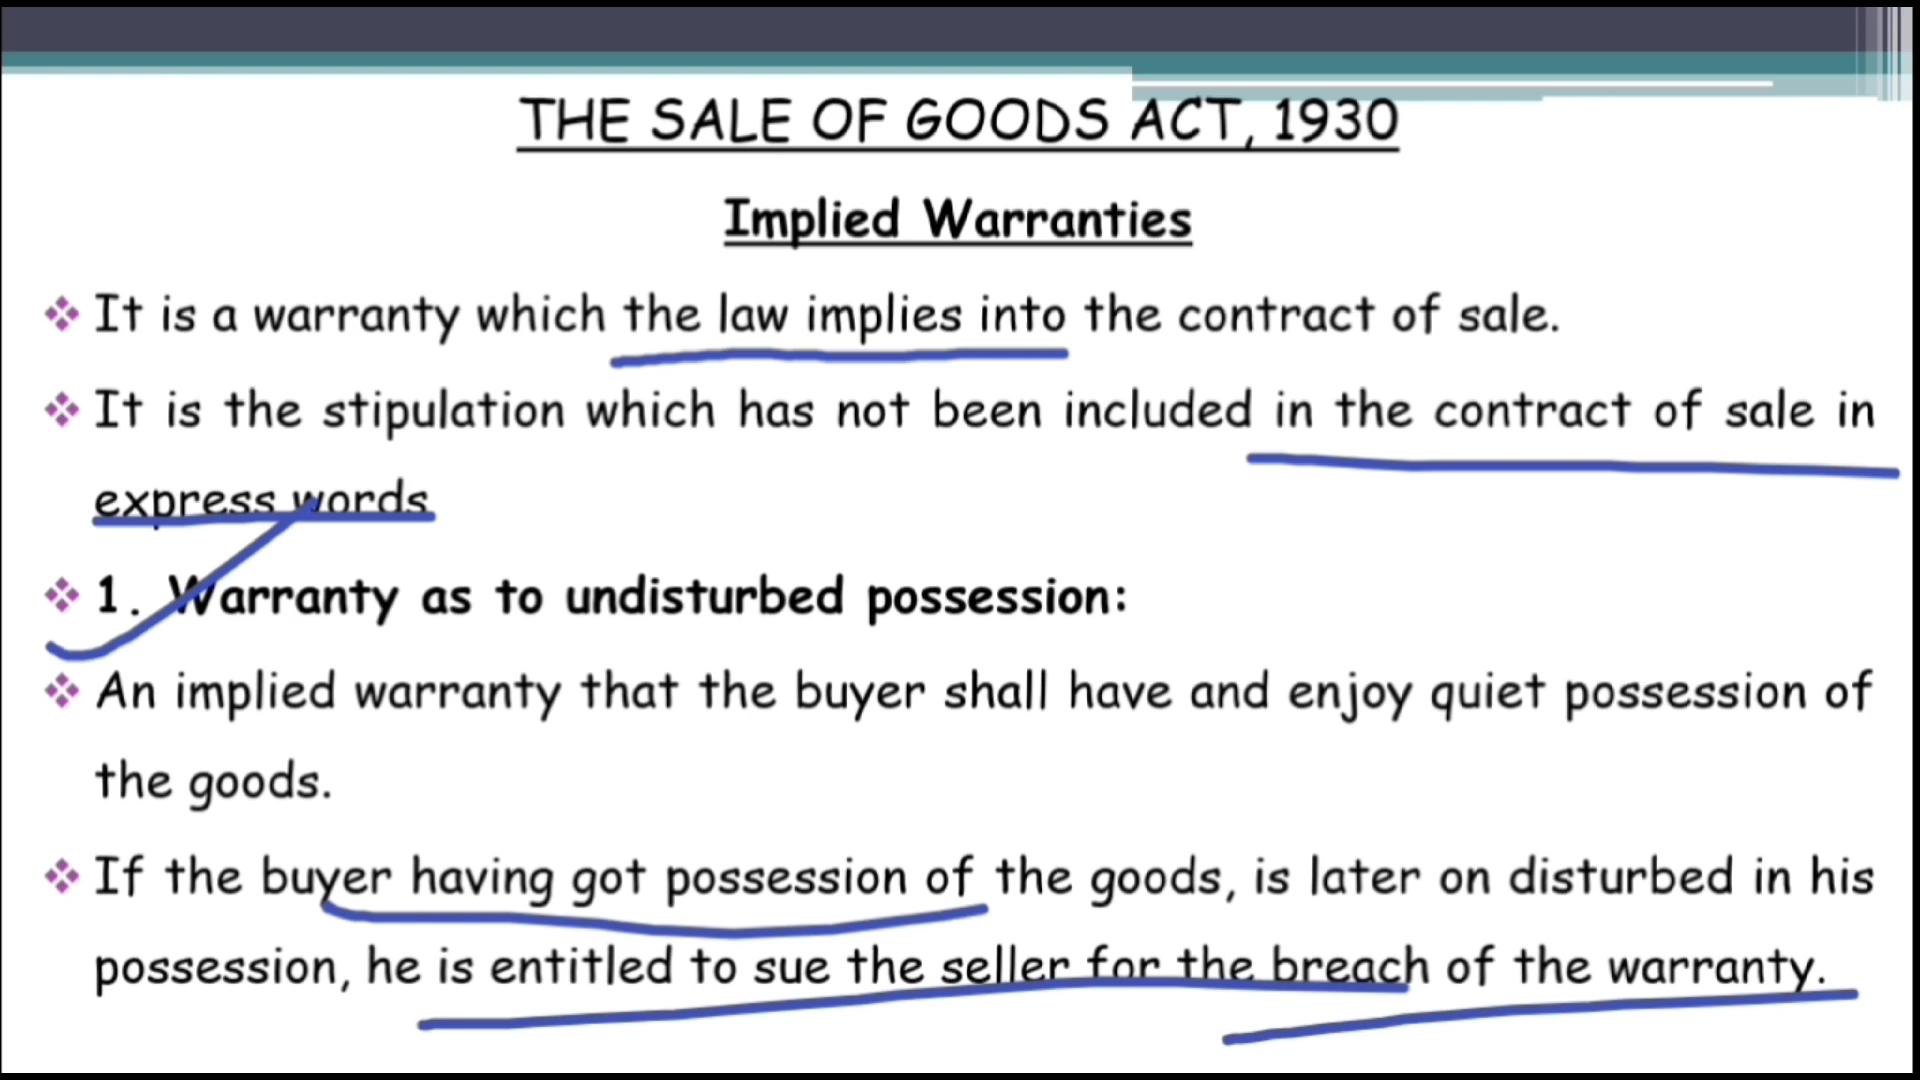 THE SALE OF GOODS ACT, 1930
Implied Warranties
It is a warranty which the law implies into the contract of sale.
It is the stipulation which has not been included in the contract of sale in
express words
1. Warranty as to undisturbed possession:
An implied warranty that the buyer shall have and enjoy quiet possession of
the goods.
If the buyer having got possession of the goods, is later on disturbed in his
possession, he is entitled to sue the seller for the breach of the warranty.